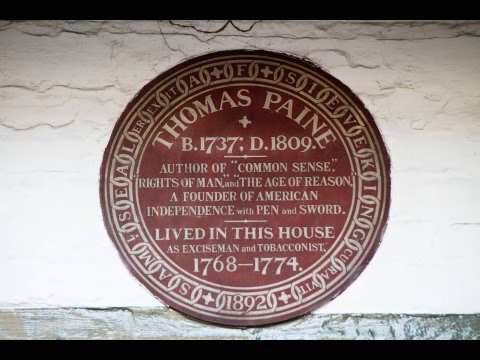 THOMAS PAINE
B.1737; D.1809.
AUTHOR OF "COMMON SENSE,"
"RIGHTS OF MAN," and "THE AGE OF REASON,"
A FOUNDER OF AMERICAN
INDEPENDENCE with PEN and SWORD.
LIVED IN THIS HOUSE
AS EXCISEMAN and TOBACCONIST,
1768–1774.
1892